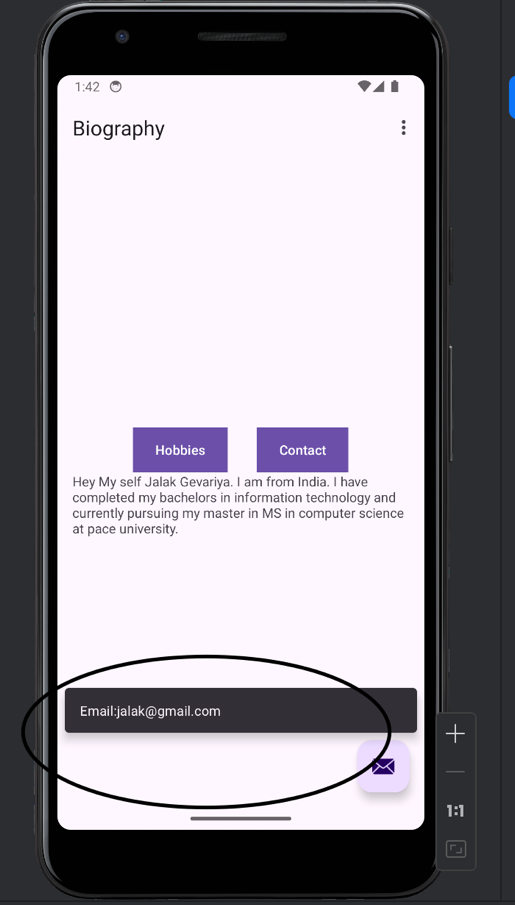 1:42
Biography
Hobbies
Contact
Hey My self Jalak Gevariya. I am from India. I have
completed my bachelors in information technology and
currently pursuing my master in MS in computer science
at pace university.
Email:jalak@gmail.com
1:1